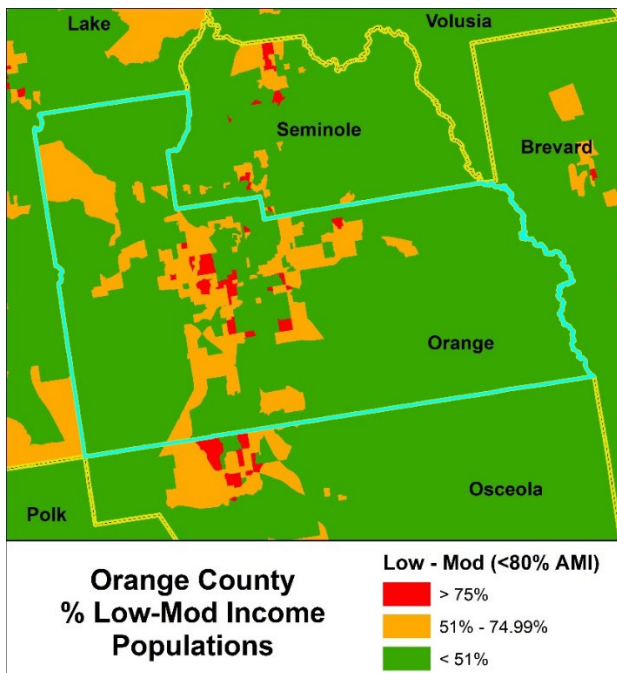 Lake
Volusia
Seminole
Brevard
Orange
Osceola
Polk
Orange County
% Low-Mod Income
Populations
Low - Mod (<80% AMI)
> 75%
51% - 74.99%
< 51%